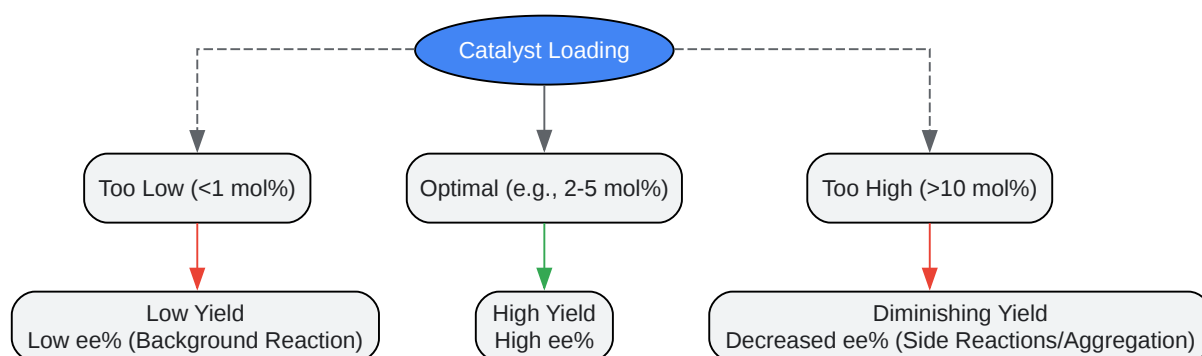 Catalyst Loading
Too Low (<1 mol%)
Optimal (e.g., 2-5 mol%)
Too High (>10 mol%)
Low Yield
Low ee% (Background Reaction)
High Yield
High ee%
Diminishing Yield
Decreased ee% (Side Reactions/Aggregation)